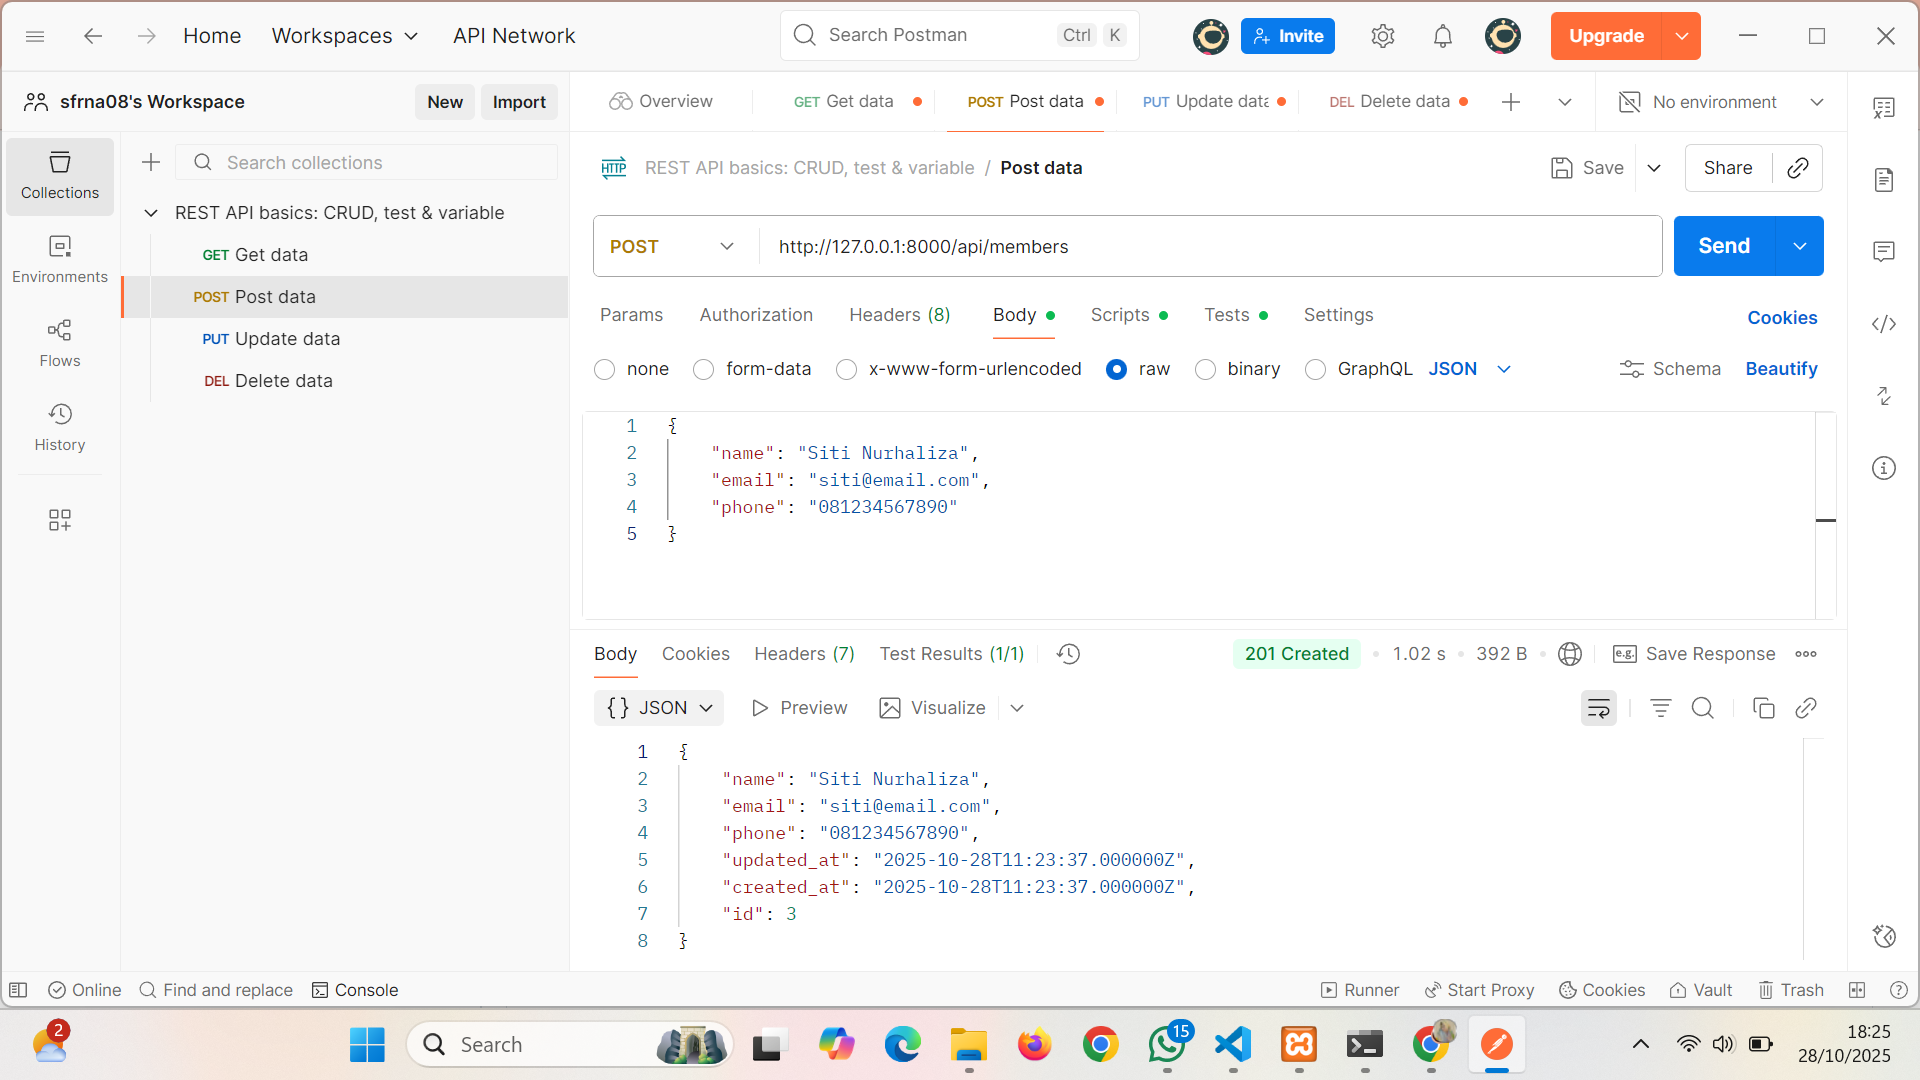 Home Workspaces API Network Search Postman Ctrl K Invite Upgrade
sfrna08's Workspace New Import
Overview GET Get data POST Post data PUT Update data DEL Delete data No environment
Collections
Environments
Flows
History
Search collections
REST API basics: CRUD, test & variable
GET Get data
POST Post data
PUT Update data
DEL Delete data
HTTP REST API basics: CRUD, test & variable / Post data Save Share
POST http://127.0.0.1:8000/api/members Send
Params Authorization Headers (8) Body Scripts Tests Settings Cookies
none form-data x-www-form-urlencoded raw binary GraphQL JSON Schema Beautify
1 {
2 "name": "Siti Nurhaliza",
3 "email": "siti@email.com",
4 "phone": "081234567890"
5 }
Body Cookies Headers (7) Test Results (1/1) 201 Created 1.02 s 392 B e.g. Save Response
{} JSON Preview Visualize
1 {
2 "name": "Siti Nurhaliza",
3 "email": "siti@email.com",
4 "phone": "081234567890",
5 "updated_at": "2025-10-28T11:23:37.000000Z",
6 "created_at": "2025-10-28T11:23:37.000000Z",
7 "id": 3
8 }
Online Find and replace Console Runner Start Proxy Cookies Vault Trash
2 Search 15 18:25
28/10/2025